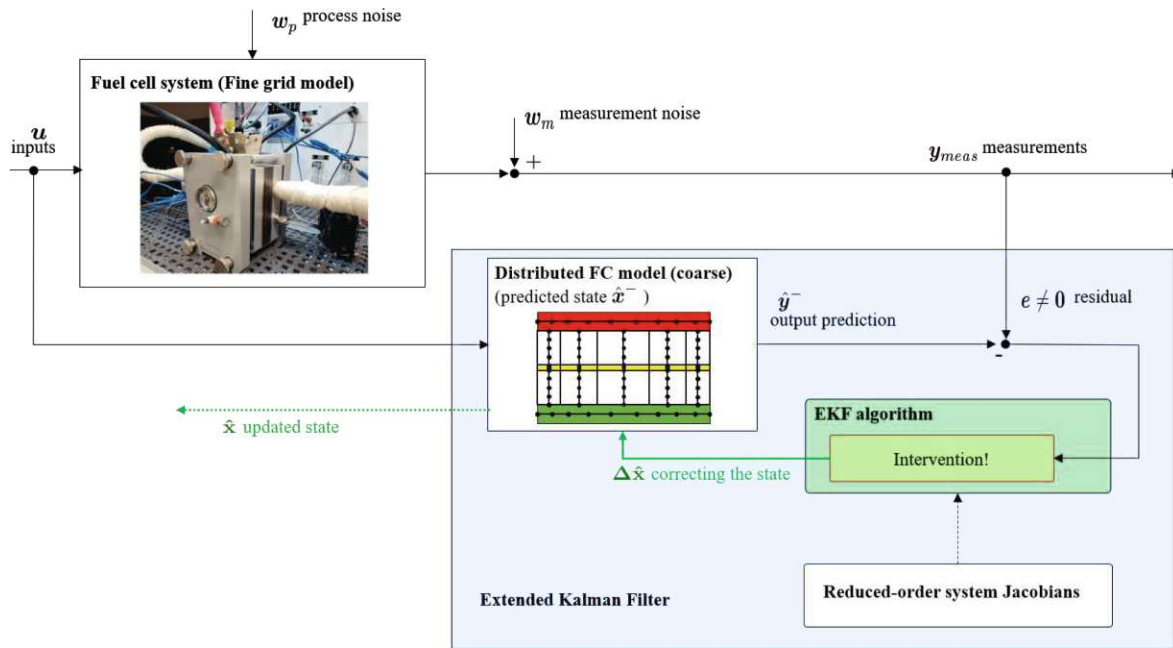 w_p process noise
Fuel cell system (Fine grid model)
u
inputs
w_m measurement noise
+
y_meas measurements
Distributed FC model (coarse)
(predicted state x̂⁻ )
ŷ⁻
output prediction
e ≠ 0 residual
-
x̂ updated state
EKF algorithm
Intervention!
Δx̂ correcting the state
Reduced-order system Jacobians
Extended Kalman Filter